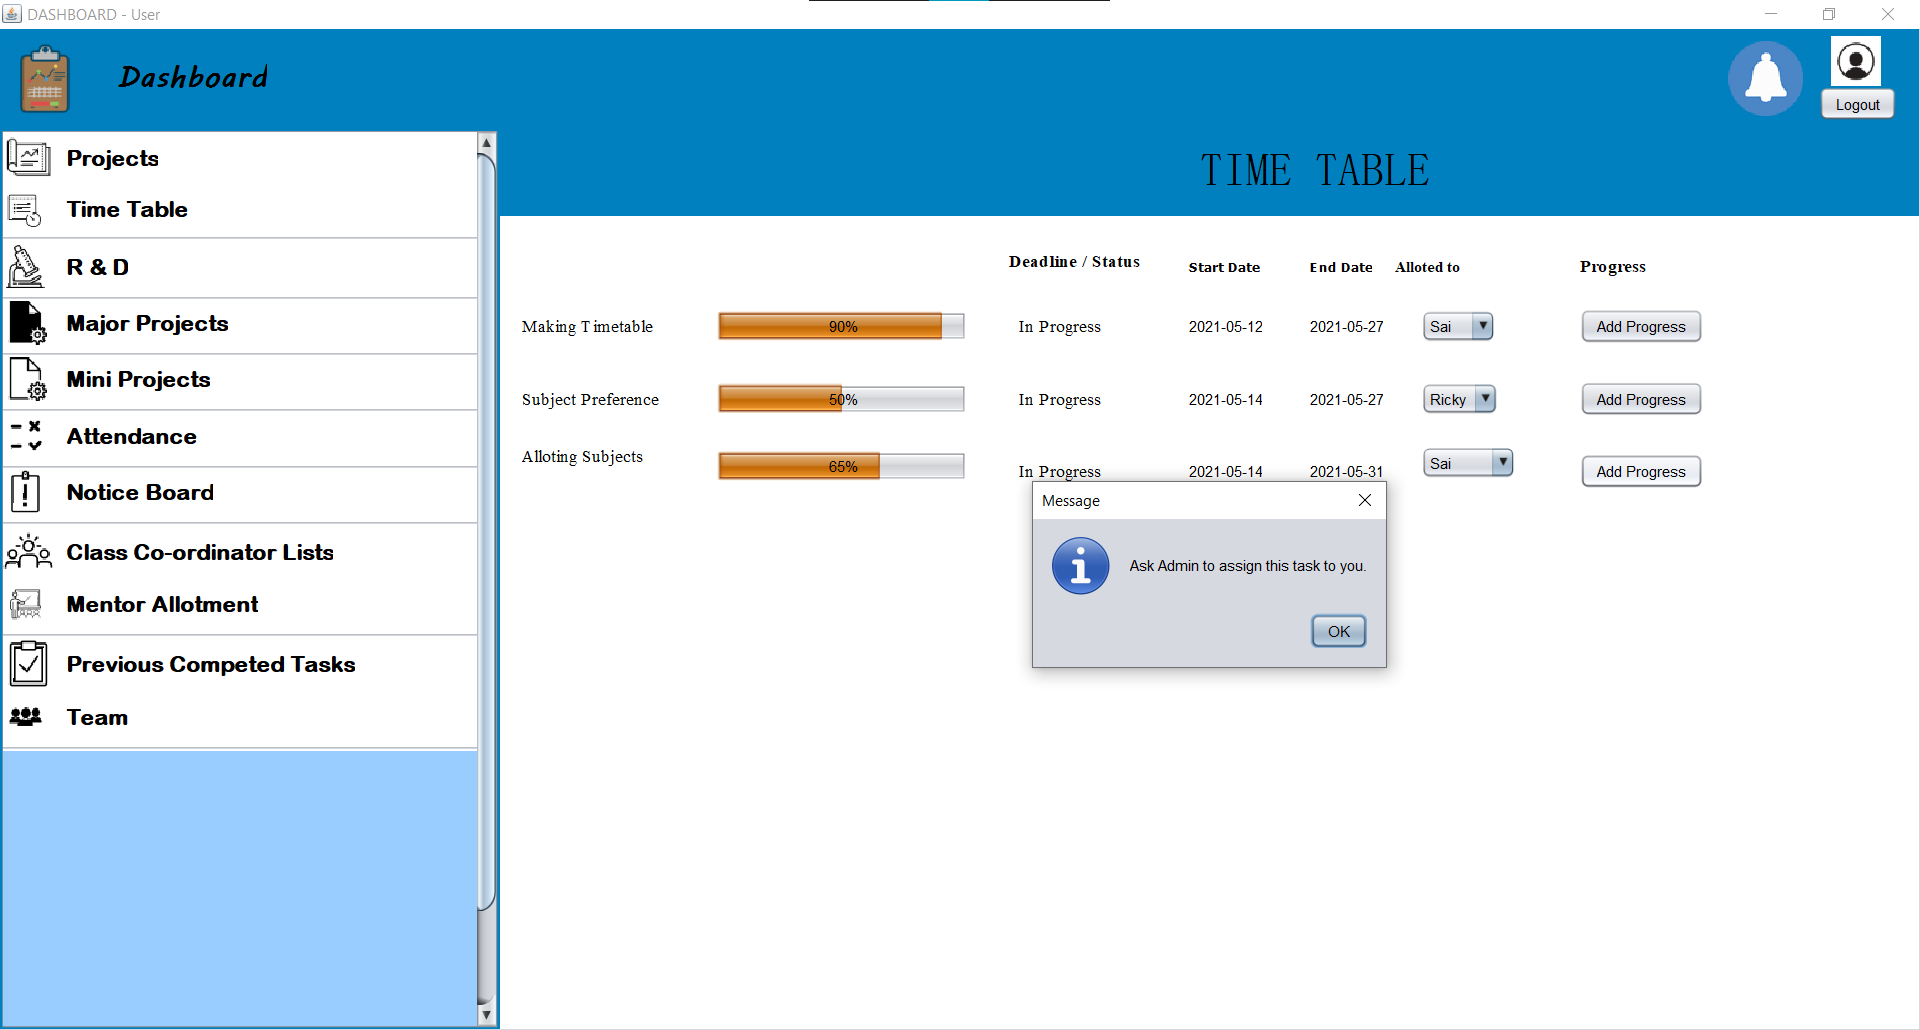 DASHBOARD - User
Dashboard
Logout
TIME TABLE
Projects
Time Table
R & D
Major Projects
Mini Projects
Attendance
Notice Board
Class Co-ordinator Lists
Mentor Allotment
Previous Competed Tasks
Team
Deadline / Status Start Date End Date Alloted to Progress
Making Timetable 90% In Progress 2021-05-12 2021-05-27 Sai Add Progress
Subject Preference 50% In Progress 2021-05-14 2021-05-27 Ricky Add Progress
Alloting Subjects 65% In Progress 2021-05-14 2021-05-31 Sai Add Progress
Message
Ask Admin to assign this task to you.
OK